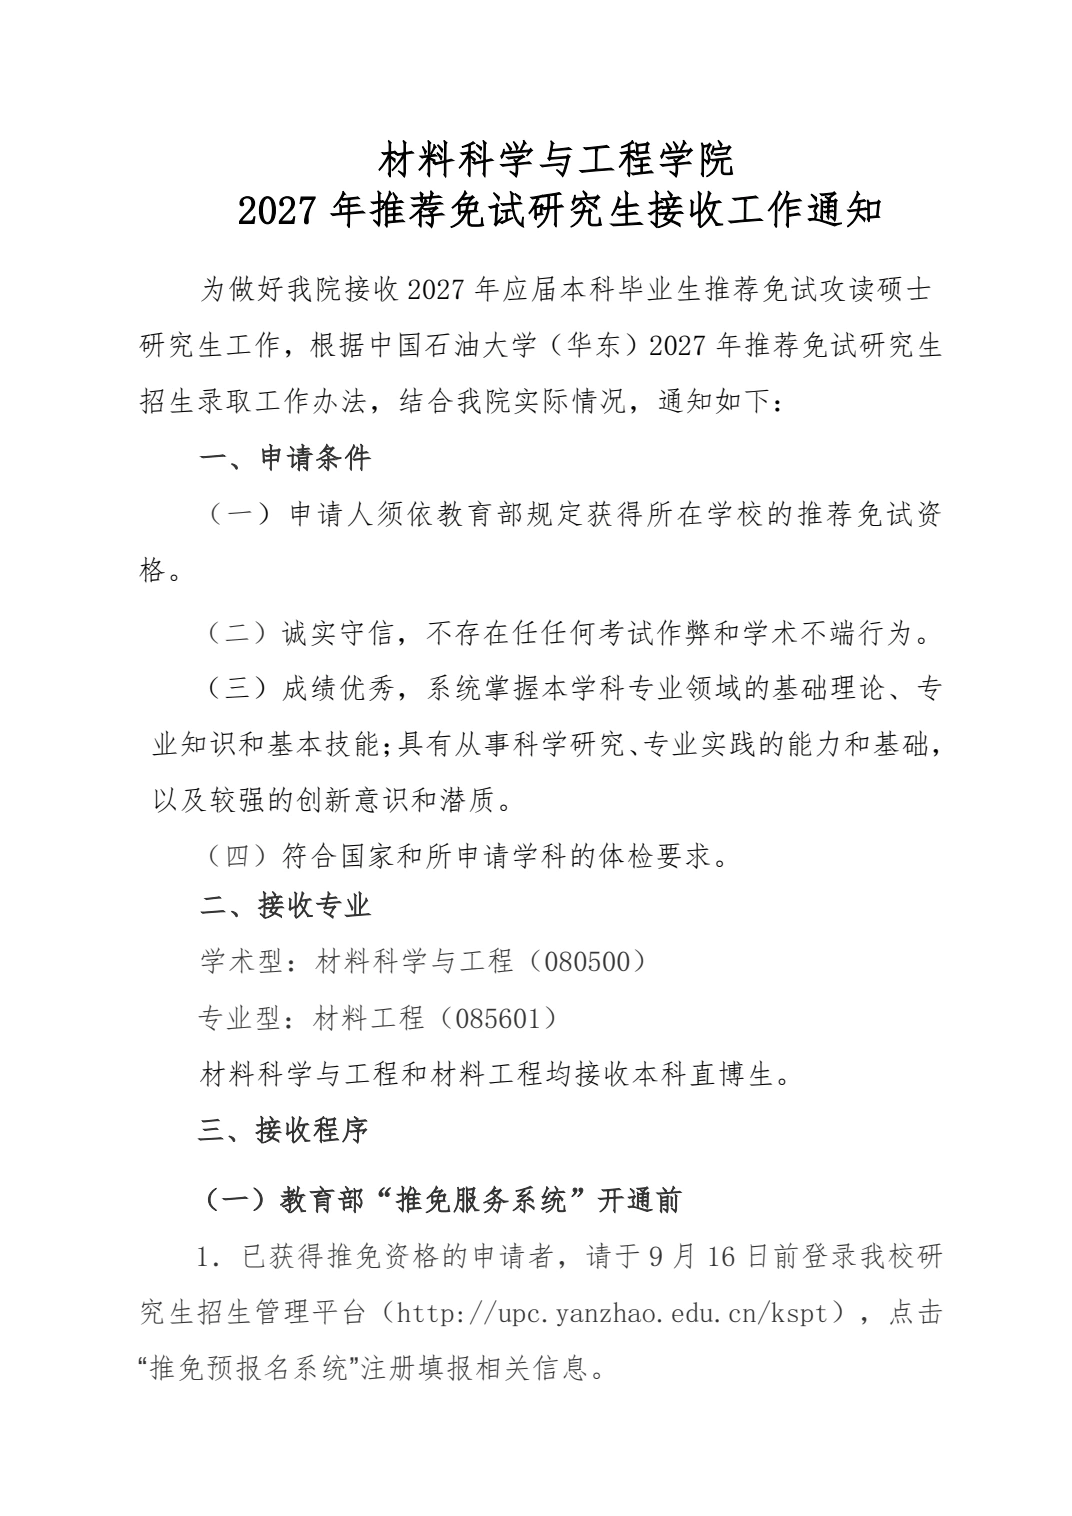 材料科学与工程学院
2027 年推荐免试研究生接收工作通知
为做好我院接收 2027 年应届本科毕业生推荐免试攻读硕士
研究生工作，根据中国石油大学（华东）2027 年推荐免试研究生
招生录取工作办法，结合我院实际情况，通知如下：
一、申请条件
（一）申请人须依教育部规定获得所在学校的推荐免试资
格。
（二）诚实守信，不存在任任何考试作弊和学术不端行为。
（三）成绩优秀，系统掌握本学科专业领域的基础理论、专
业知识和基本技能；具有从事科学研究、专业实践的能力和基础，
以及较强的创新意识和潜质。
（四）符合国家和所申请学科的体检要求。
二、接收专业
学术型：材料科学与工程（080500）
专业型：材料工程（085601）
材料科学与工程和材料工程均接收本科直博生。
三、接收程序
（一）教育部“推免服务系统”开通前
1．已获得推免资格的申请者，请于 9 月 16 日前登录我校研
究生招生管理平台（http://upc.yanzhao.edu.cn/kspt），点击
“推免预报名系统”注册填报相关信息。